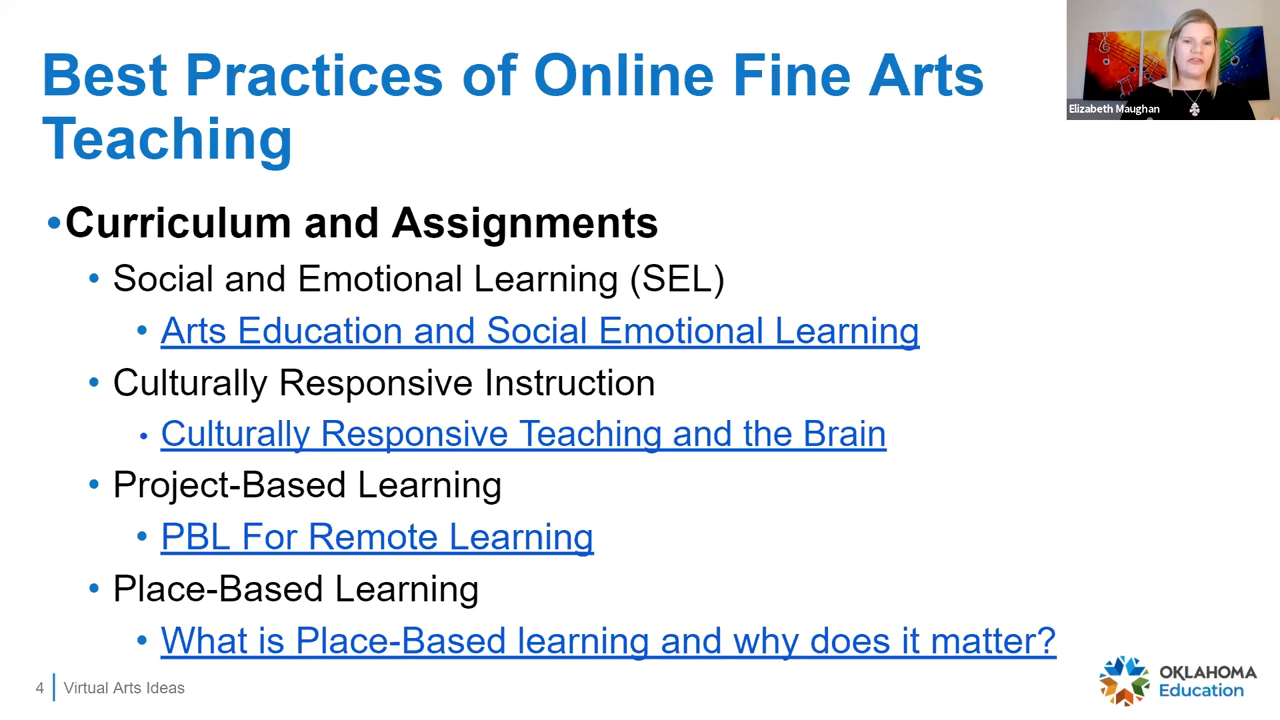 Best Practices of Online Fine Arts
Teaching
Elizabeth Maughan
•Curriculum and Assignments
• Social and Emotional Learning (SEL)
• Arts Education and Social Emotional Learning
• Culturally Responsive Instruction
• Culturally Responsive Teaching and the Brain
• Project-Based Learning
• PBL For Remote Learning
• Place-Based Learning
• What is Place-Based learning and why does it matter?
4 Virtual Arts Ideas
OKLAHOMA
Education